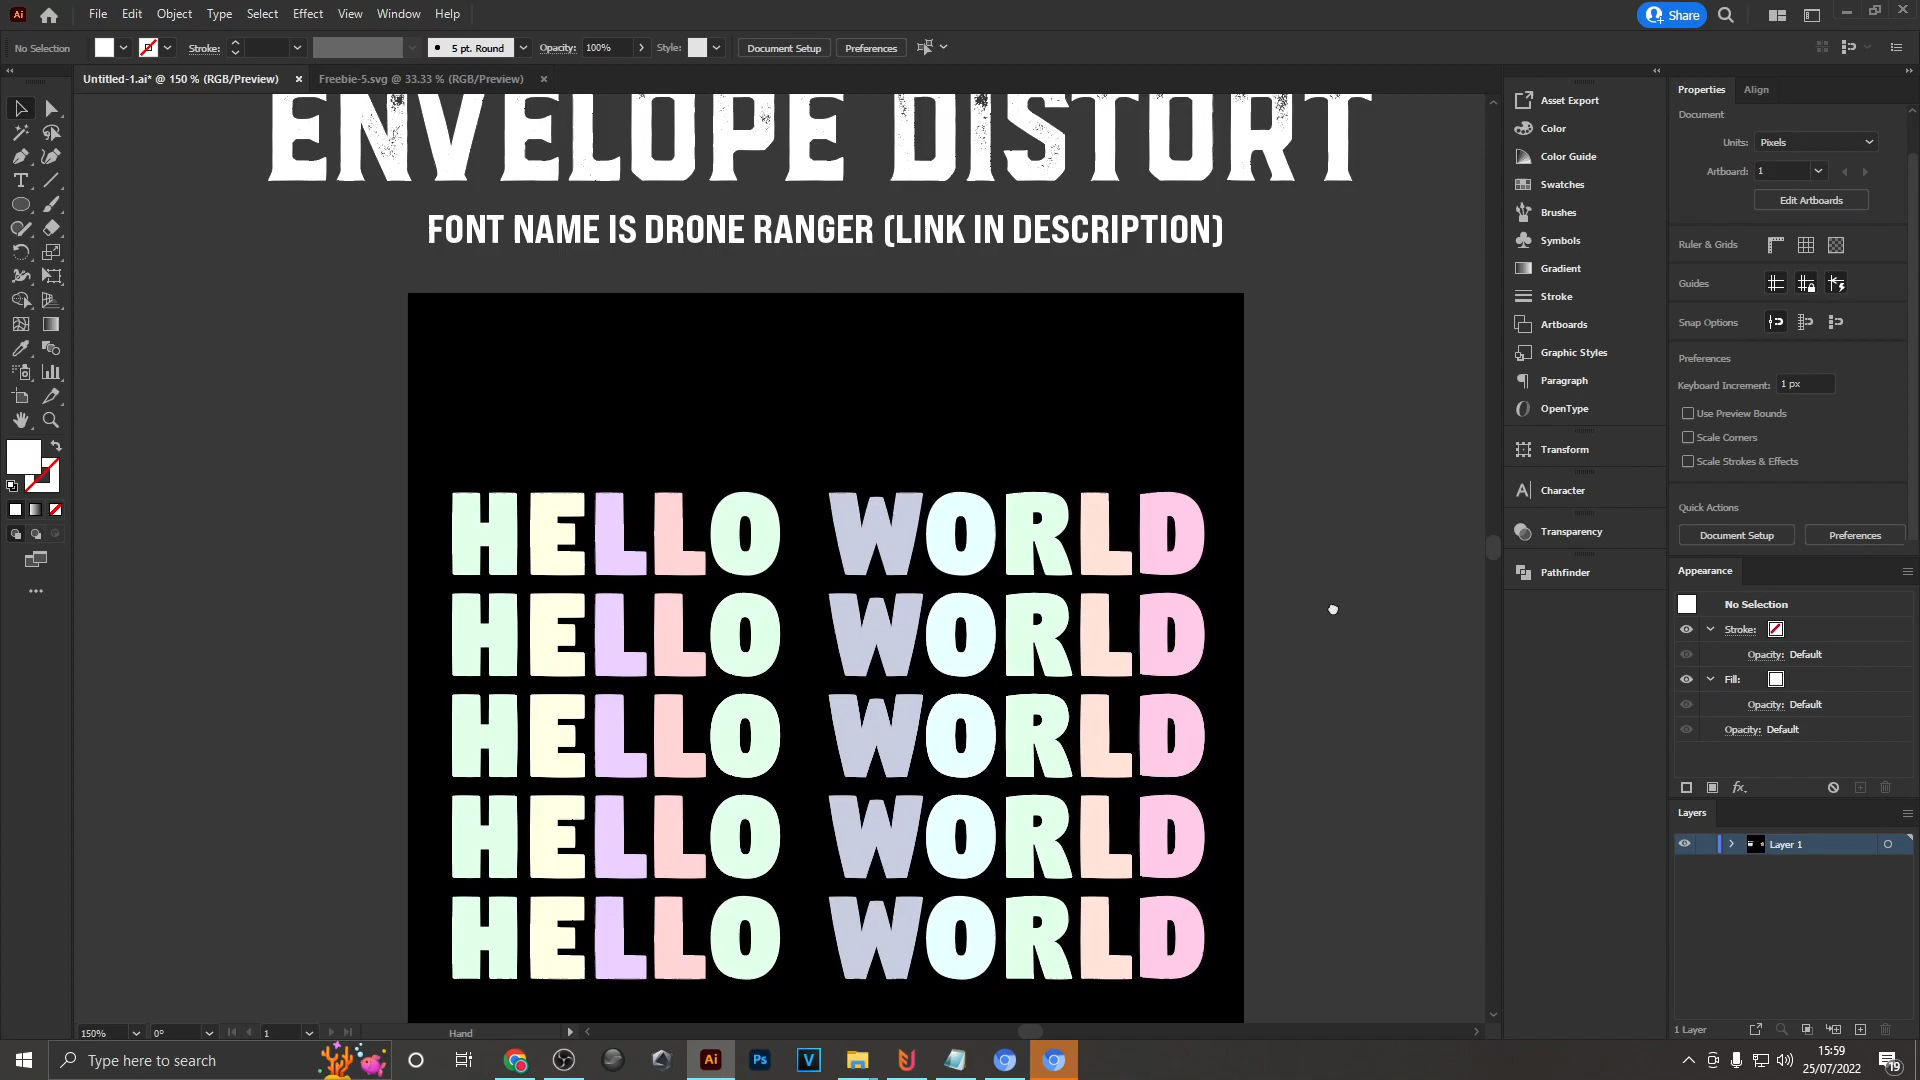 Ai File Edit Object Type Select Effect View Window Help Share
No Selection Stroke: 5 pt. Round Opacity: 100% Style: Document Setup Preferences
Untitled-1.ai* @ 150 % (RGB/Preview) × Freebie-5.svg @ 33.33 % (RGB/Preview) ×
ENVELOPE DISTORT
FONT NAME IS DRONE RANGER (LINK IN DESCRIPTION)
HELLO WORLD
HELLO WORLD
HELLO WORLD
HELLO WORLD
HELLO WORLD
Asset Export
Color
Color Guide
Swatches
Brushes
Symbols
Gradient
Stroke
Artboards
Graphic Styles
Paragraph
OpenType
Transform
Character
Transparency
Pathfinder
Properties Align
Document
Units: Pixels
Artboard: 1
Edit Artboards
Ruler & Grids
Guides
Snap Options
Preferences
Keyboard Increment: 1 px
Use Preview Bounds
Scale Corners
Scale Strokes & Effects
Quick Actions
Document Setup Preferences
Appearance
No Selection
Stroke:
Opacity: Default
Fill:
Opacity: Default
Opacity: Default
Layers
Layer 1
1 Layer
150% 0° 1 Hand
Type here to search
Ai Ps V
15:59
25/07/2022
19